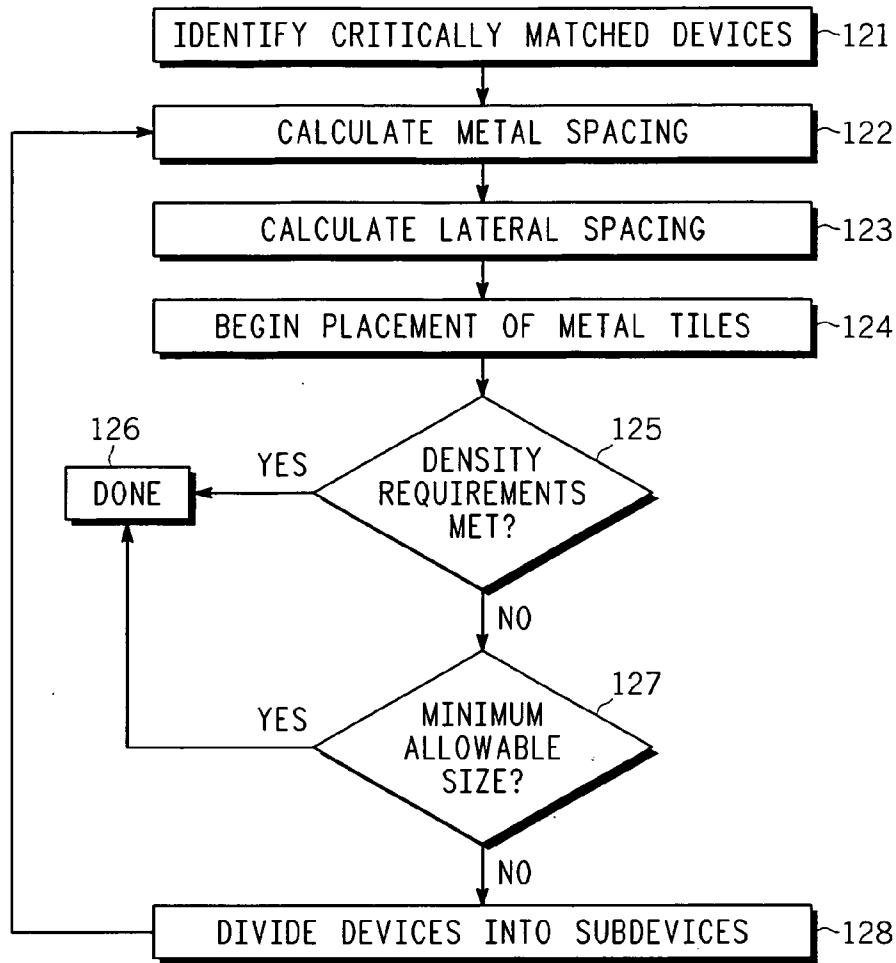 IDENTIFY CRITICALLY MATCHED DEVICES
121
CALCULATE METAL SPACING
122
CALCULATE LATERAL SPACING
123
BEGIN PLACEMENT OF METAL TILES
124
125
DENSITY
REQUIREMENTS
MET?
YES
126
DONE
NO
127
MINIMUM
ALLOWABLE
SIZE?
YES
NO
DIVIDE DEVICES INTO SUBDEVICES
128